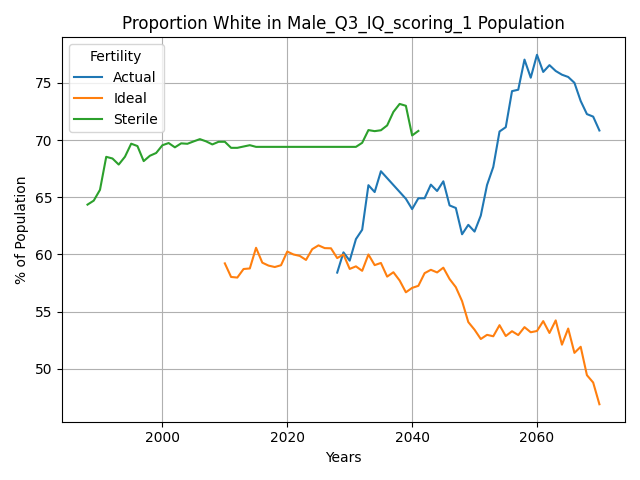 Proportion White in Male_Q3_IQ_scoring_1 Population
Fertility
Actual
Ideal
Sterile
% of Population
75
70
65
60
55
50
2000
2020
2040
2060
Years